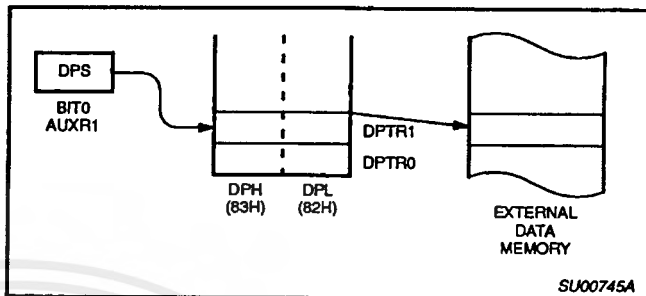 DPS
BIT0
AUXR1
DPTR1
DPTR0
DPH
(83H)
DPL
(82H)
EXTERNAL
DATA
MEMORY
SU00745A